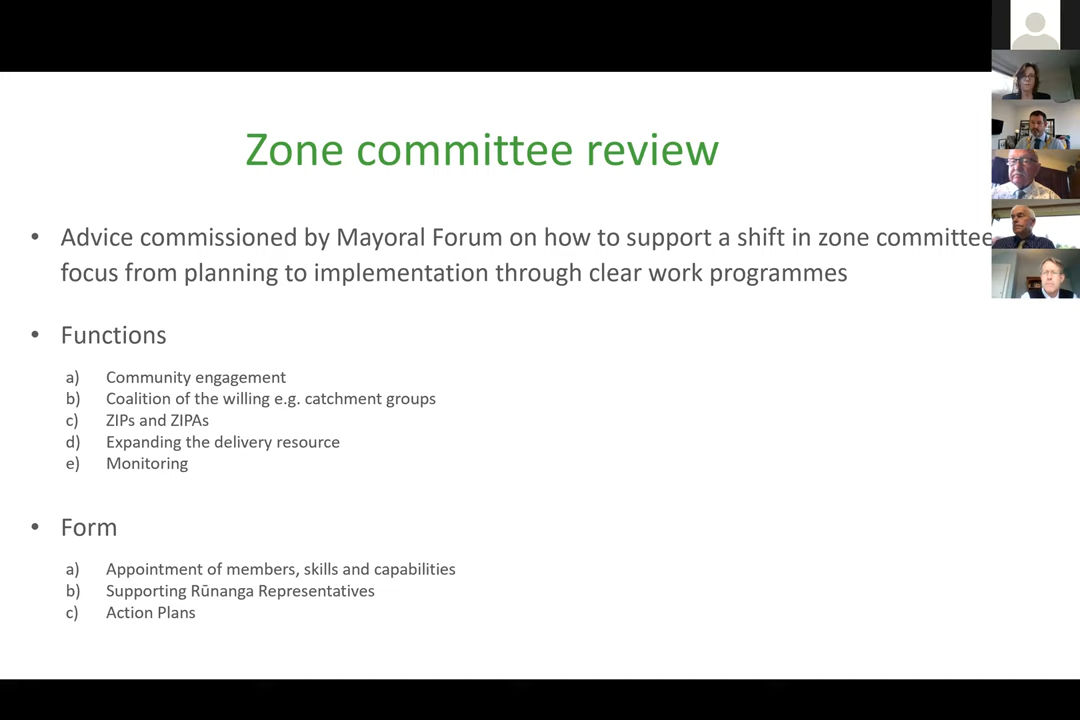 Zone committee review
• Advice commissioned by Mayoral Forum on how to support a shift in zone committee
focus from planning to implementation through clear work programmes
• Functions
a) Community engagement
b) Coalition of the willing e.g. catchment groups
c) ZIPs and ZIPAs
d) Expanding the delivery resource
e) Monitoring
• Form
a) Appointment of members, skills and capabilities
b) Supporting Rūnanga Representatives
c) Action Plans